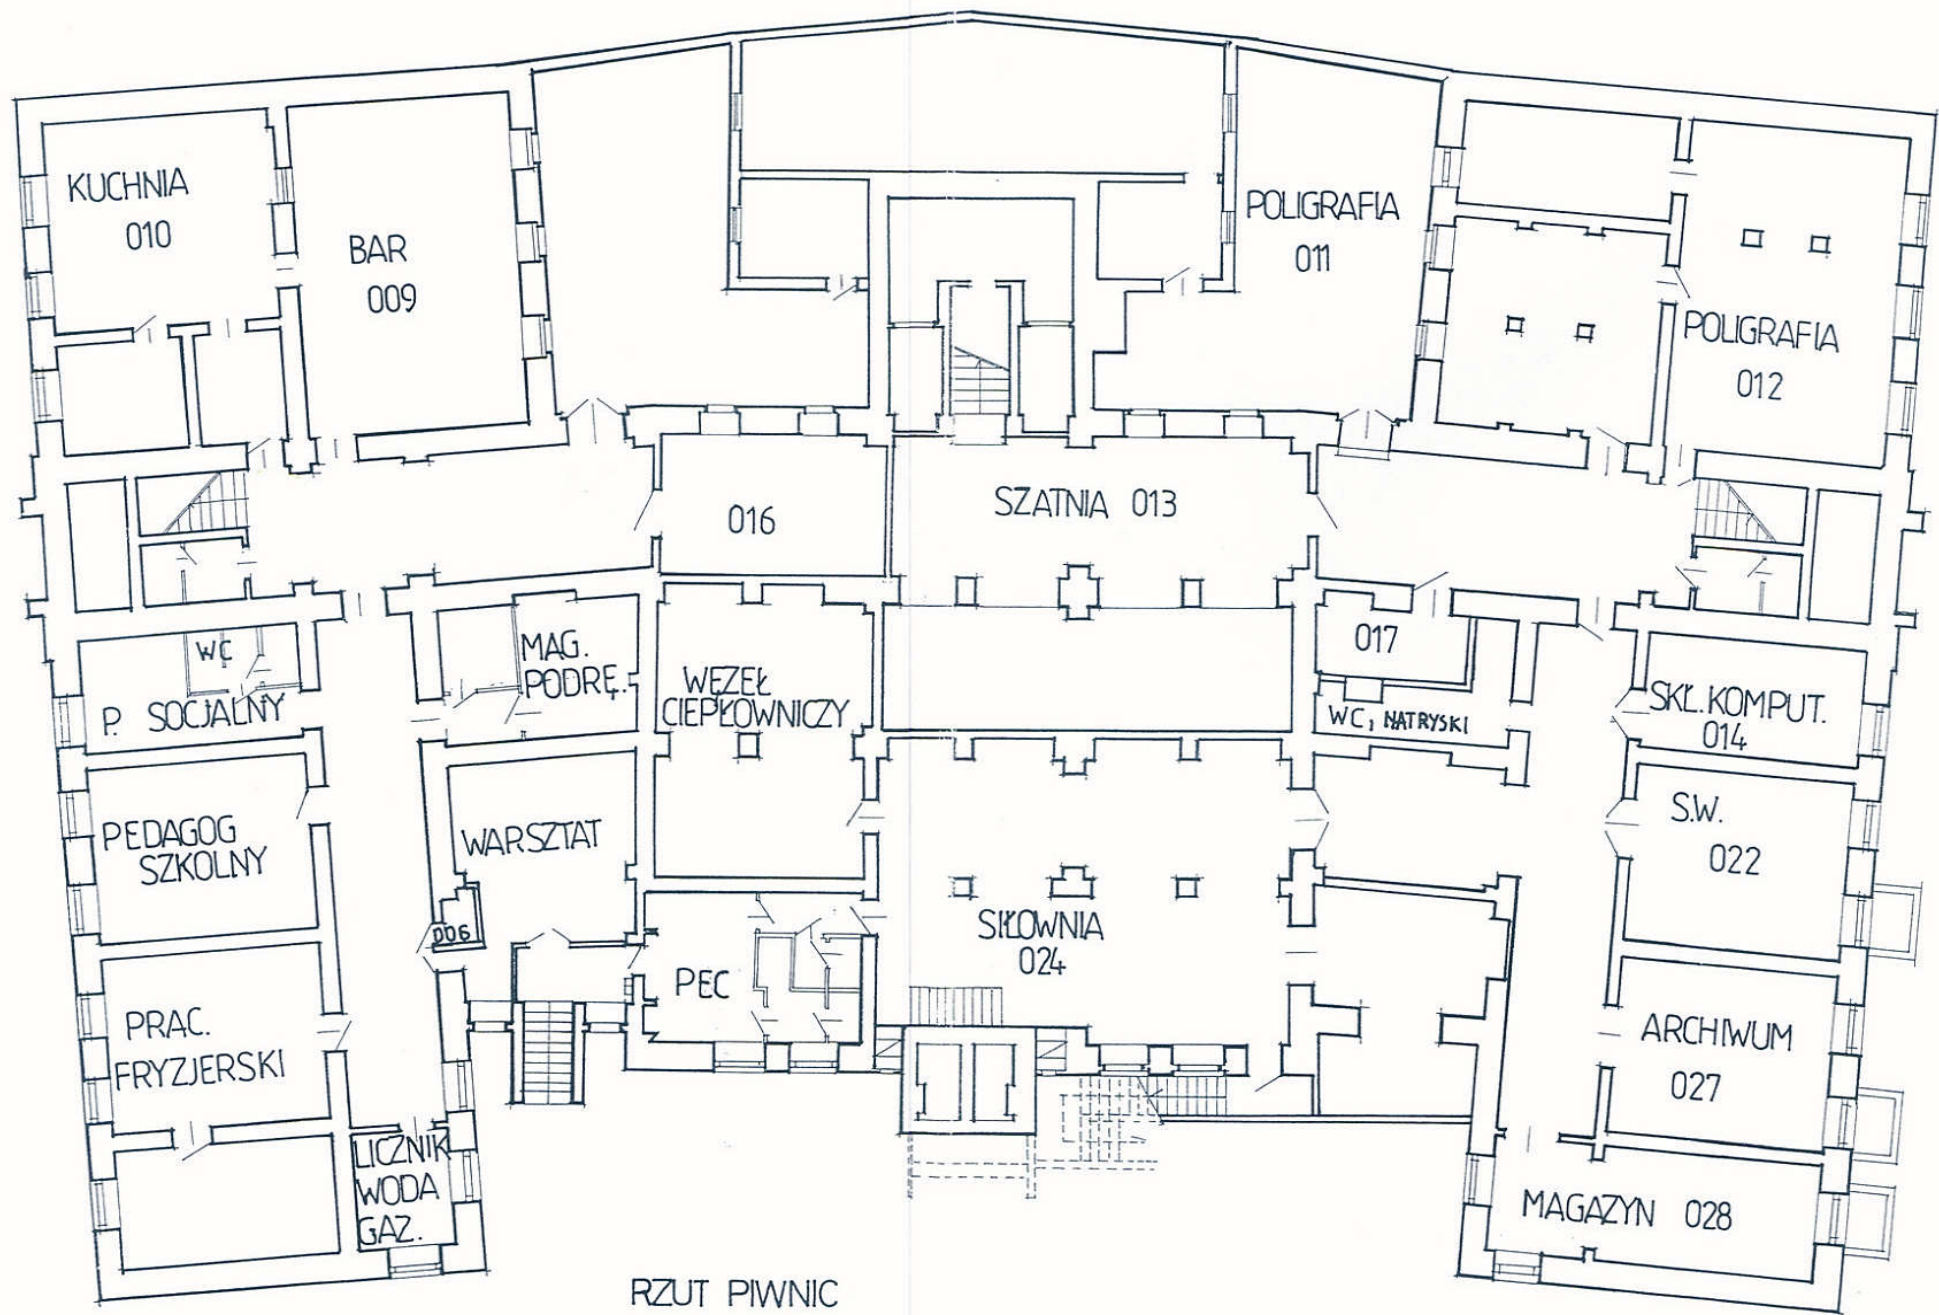 KUCHNIA
010
BAR
009
POLIGRAFIA
011
POLIGRAFIA
012
016
SZATNIA 013
WC
P. SOCJALNY
MAG.
PODRĘ.
WĘZEŁ
CIEPŁOWNICZY
017
WC, NATRYSKI
SKŁ. KOMPUT.
014
PEDAGOG
SZKOLNY
WARSZTAT
S.W.
022
D06
SIŁOWNIA
024
PEC
PRAC.
FRYZJERSKI
ARCHIWUM
027
LICZNIK
WODA
GAZ.
MAGAZYN 028
RZUT PIWNIC